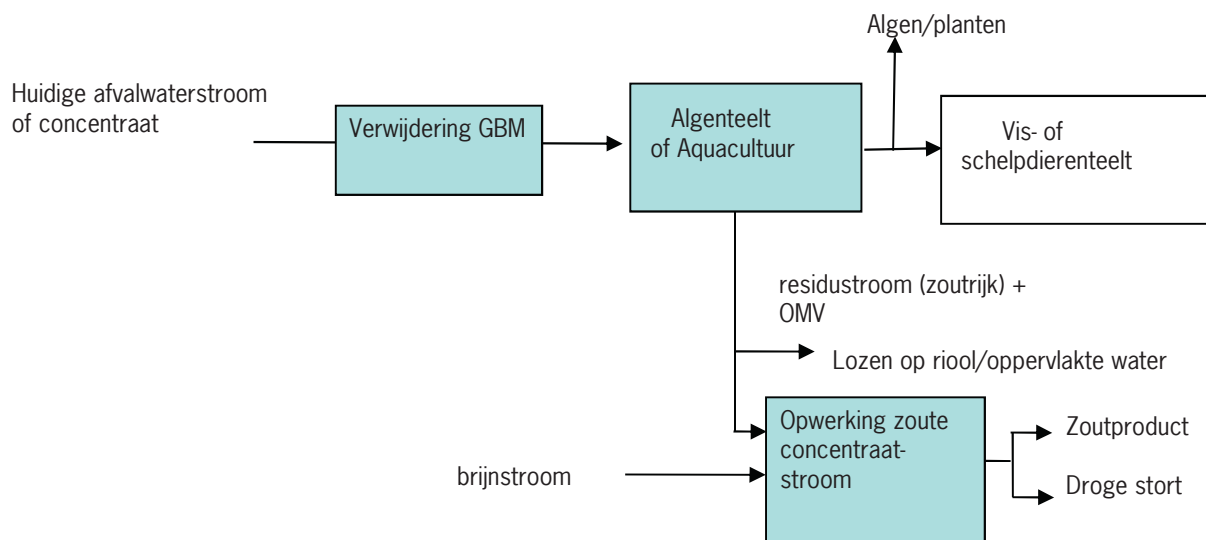 Algen/planten
Huidige afvalwaterstroom
of concentraat
Verwijdering GBM
Algenteelt
of Aquacultuur
Vis- of
schelpdierenteelt
residustroom (zoutrijk) +
OMV
Lozen op riool/oppervlakte water
Opwerking zoute
concentraat-
stroom
Zoutproduct
brijnstroom
Droge stort